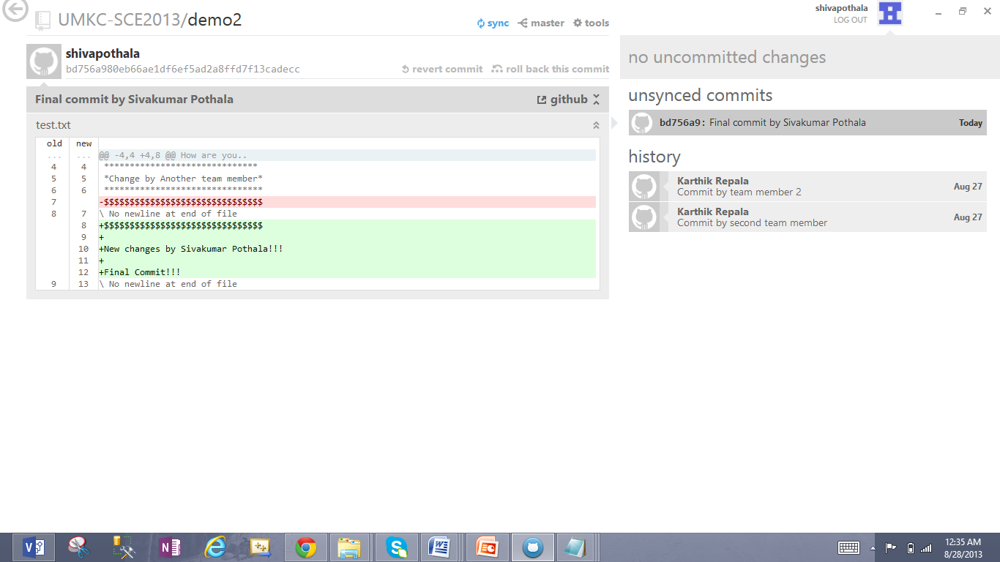 UMKC-SCE2013/demo2
sync master tools
shivapothala
LOG OUT
shivapothala
bd756a980eb66ae1df6ef5ad2a8ffd7f13cadecc
revert commit roll back this commit
Final commit by Sivakumar Pothala github
test.txt
old new
... ... @@ -4,4 +4,8 @@ How are you..
4 4 ******************************
5 5 *Change by Another team member*
6 6 *******************************
7 -$$$$$$$$$$$$$$$$$$$$$$$$$$$$$$$
8 7 \ No newline at end of file
8 +$$$$$$$$$$$$$$$$$$$$$$$$$$$$$$$
9 +
10 +New changes by Sivakumar Pothala!!!
11 +
12 +Final Commit!!!
9 13 \ No newline at end of file
no uncommitted changes
unsynced commits
bd756a9: Final commit by Sivakumar Pothala Today
history
Karthik Repala
Commit by team member 2 Aug 27
Karthik Repala
Commit by second team member Aug 27
12:35 AM
8/28/2013